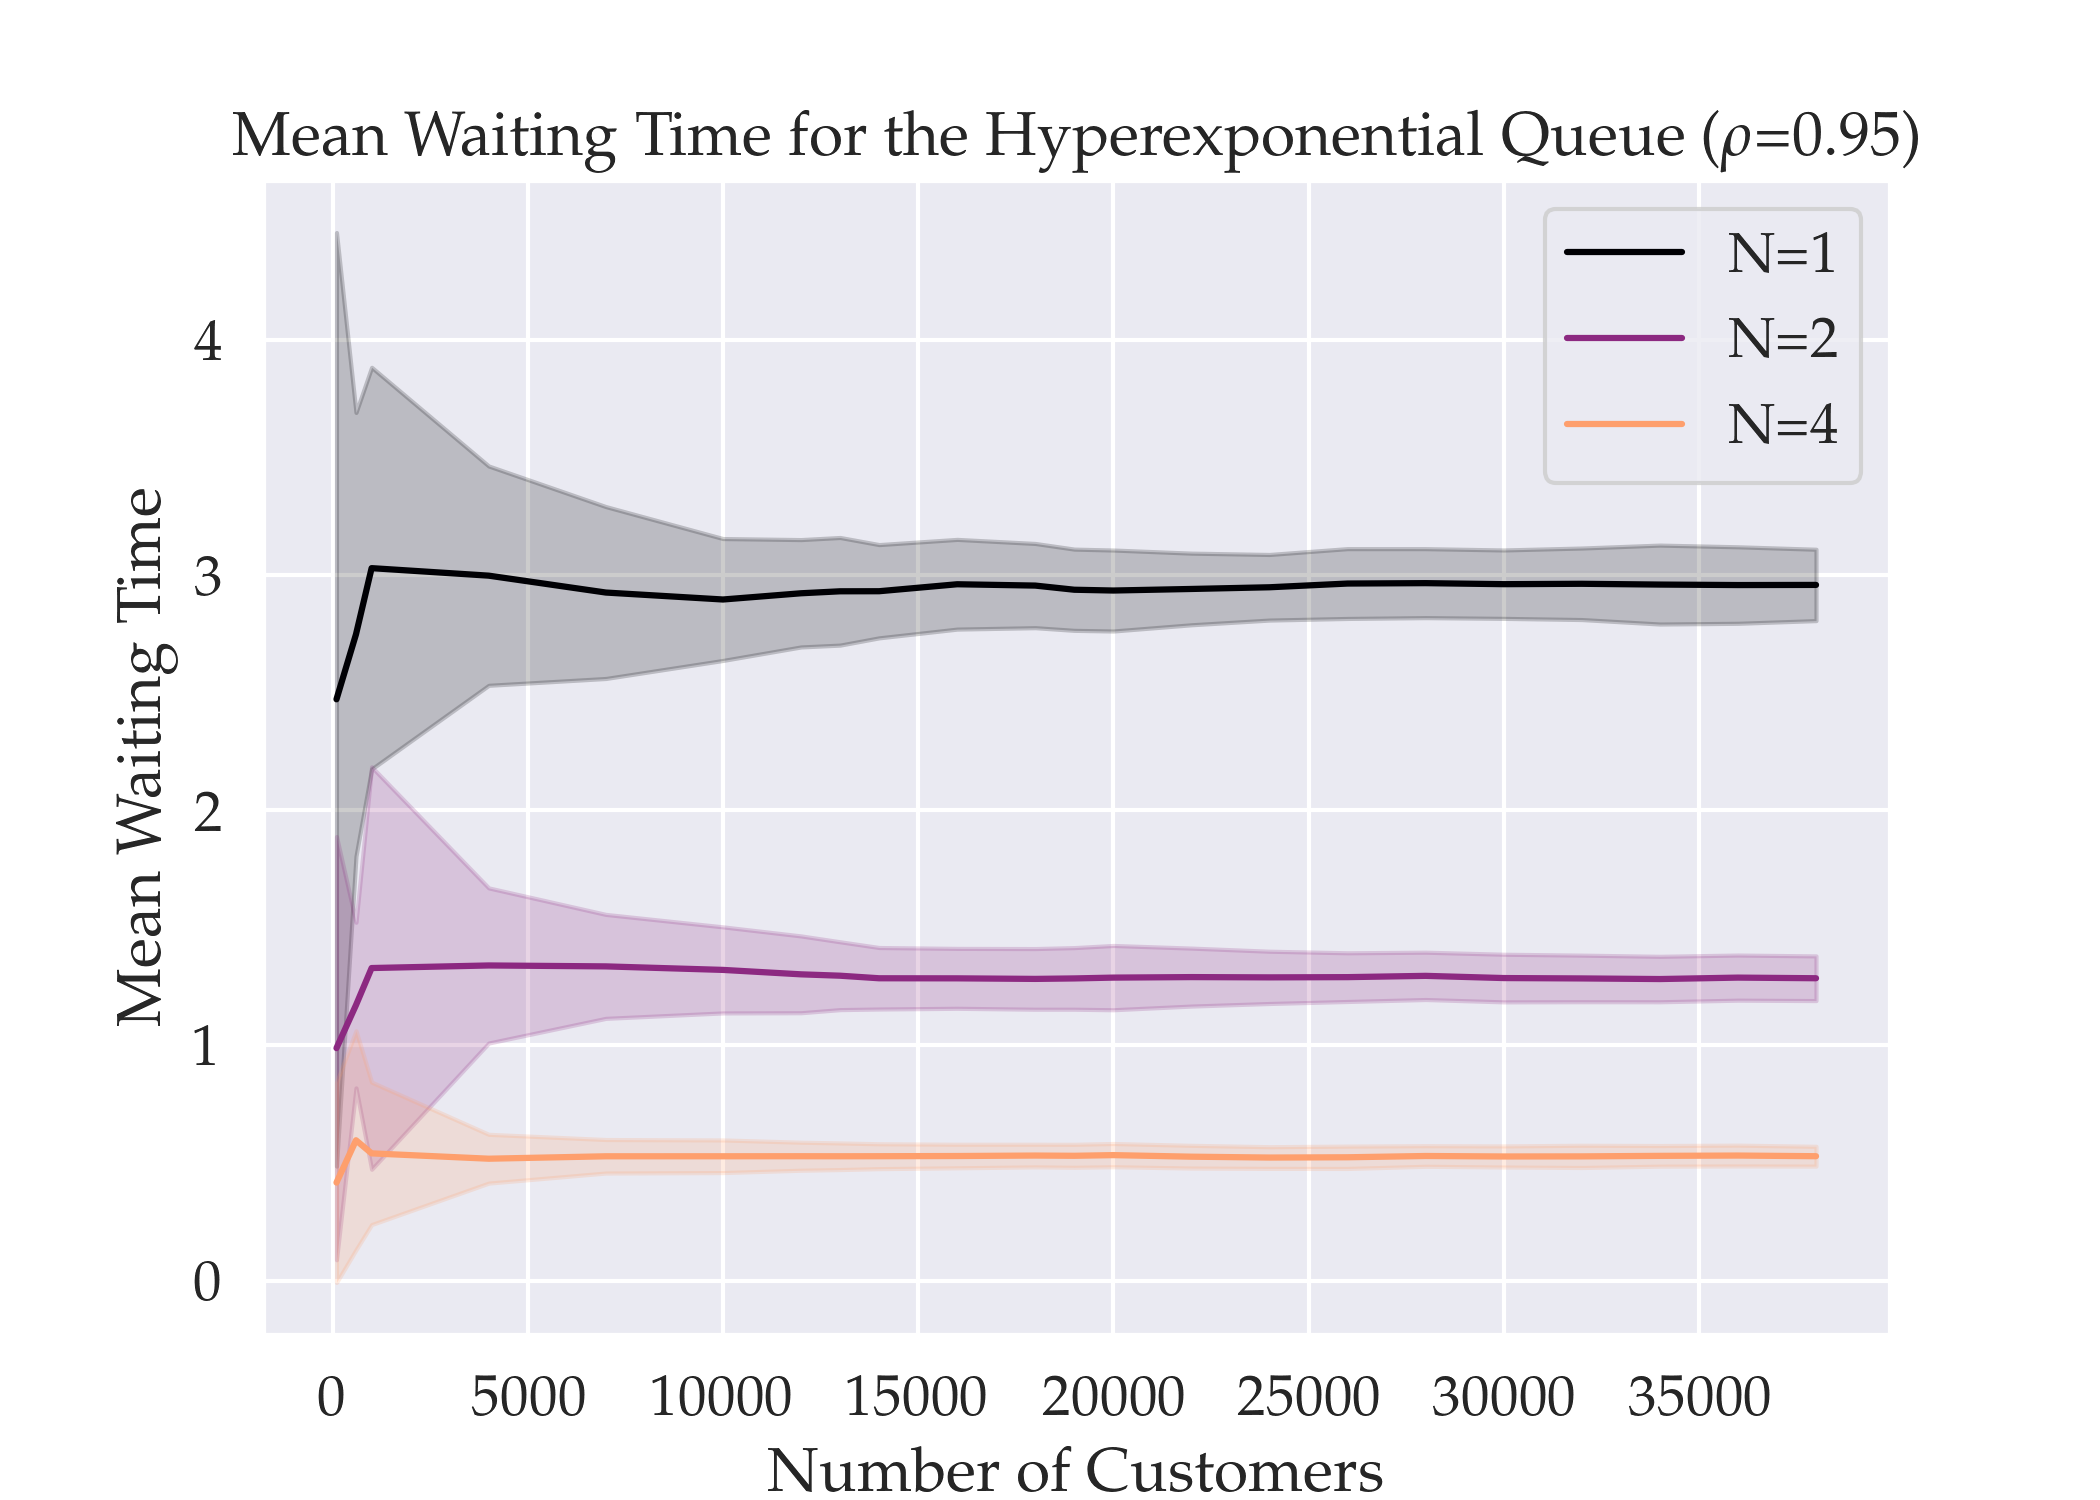 Mean Waiting Time for the Hyperexponential Queue (ρ=0.95)
N=1
N=2
N=4
4
3
2
1
0
Mean Waiting Time
0 5000 10000 15000 20000 25000 30000 35000
Number of Customers